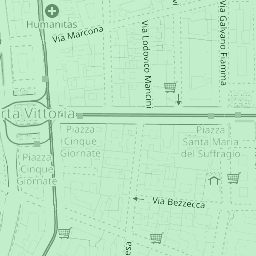 Humanitas
Via Marcona
Via Lodovico Mancini
Via Galvano Fiamma
rta Vittoria
Piazza
Cinque
Giornate
Piazza
Santa Maria
del Suffragio
Piazza
Cinque
Giornate
Via Bezzecca